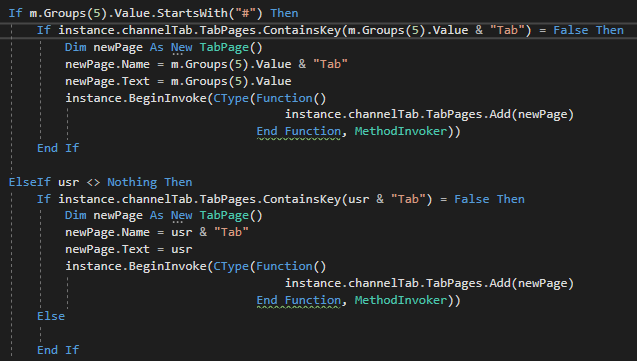 If m.Groups(5).Value.StartsWith("#") Then
If instance.channelTab.TabPages.ContainsKey(m.Groups(5).Value & "Tab") = False Then
Dim newPage As New TabPage()
newPage.Name = m.Groups(5).Value & "Tab"
newPage.Text = m.Groups(5).Value
instance.BeginInvoke(CType(Function()
instance.channelTab.TabPages.Add(newPage)
End Function, MethodInvoker))
End If
ElseIf usr <> Nothing Then
If instance.channelTab.TabPages.ContainsKey(usr & "Tab") = False Then
Dim newPage As New TabPage()
newPage.Name = usr & "Tab"
newPage.Text = usr
instance.BeginInvoke(CType(Function()
instance.channelTab.TabPages.Add(newPage)
End Function, MethodInvoker))
Else
End If